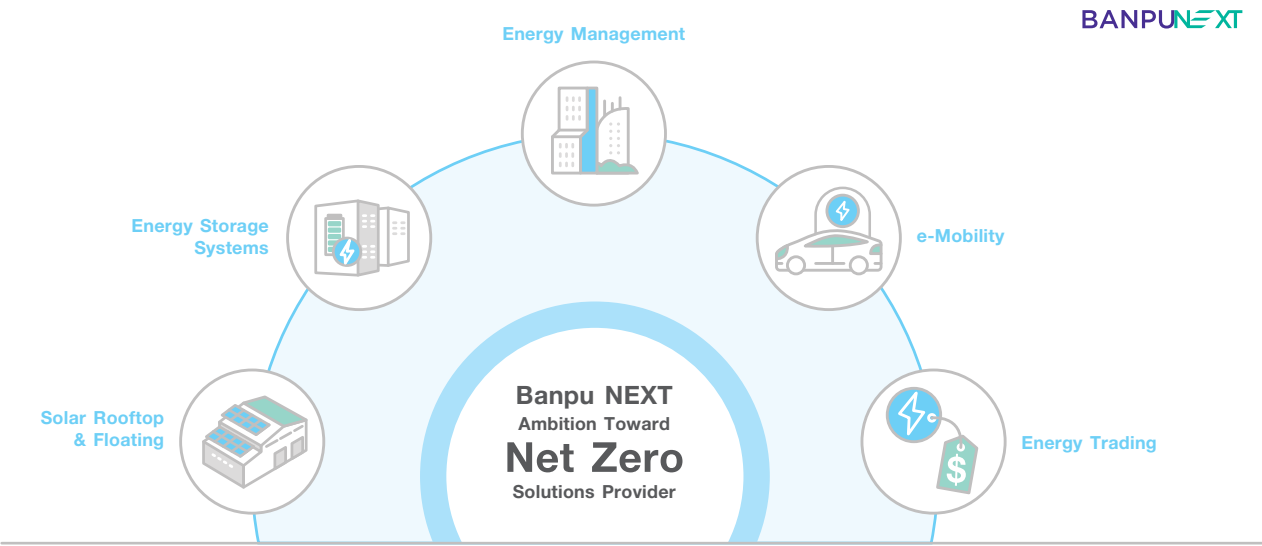 BANPUNEXT
Energy Management
Energy Storage
Systems
e-Mobility
Solar Rooftop
& Floating
Banpu NEXT
Ambition Toward
Net Zero
Solutions Provider
Energy Trading
$